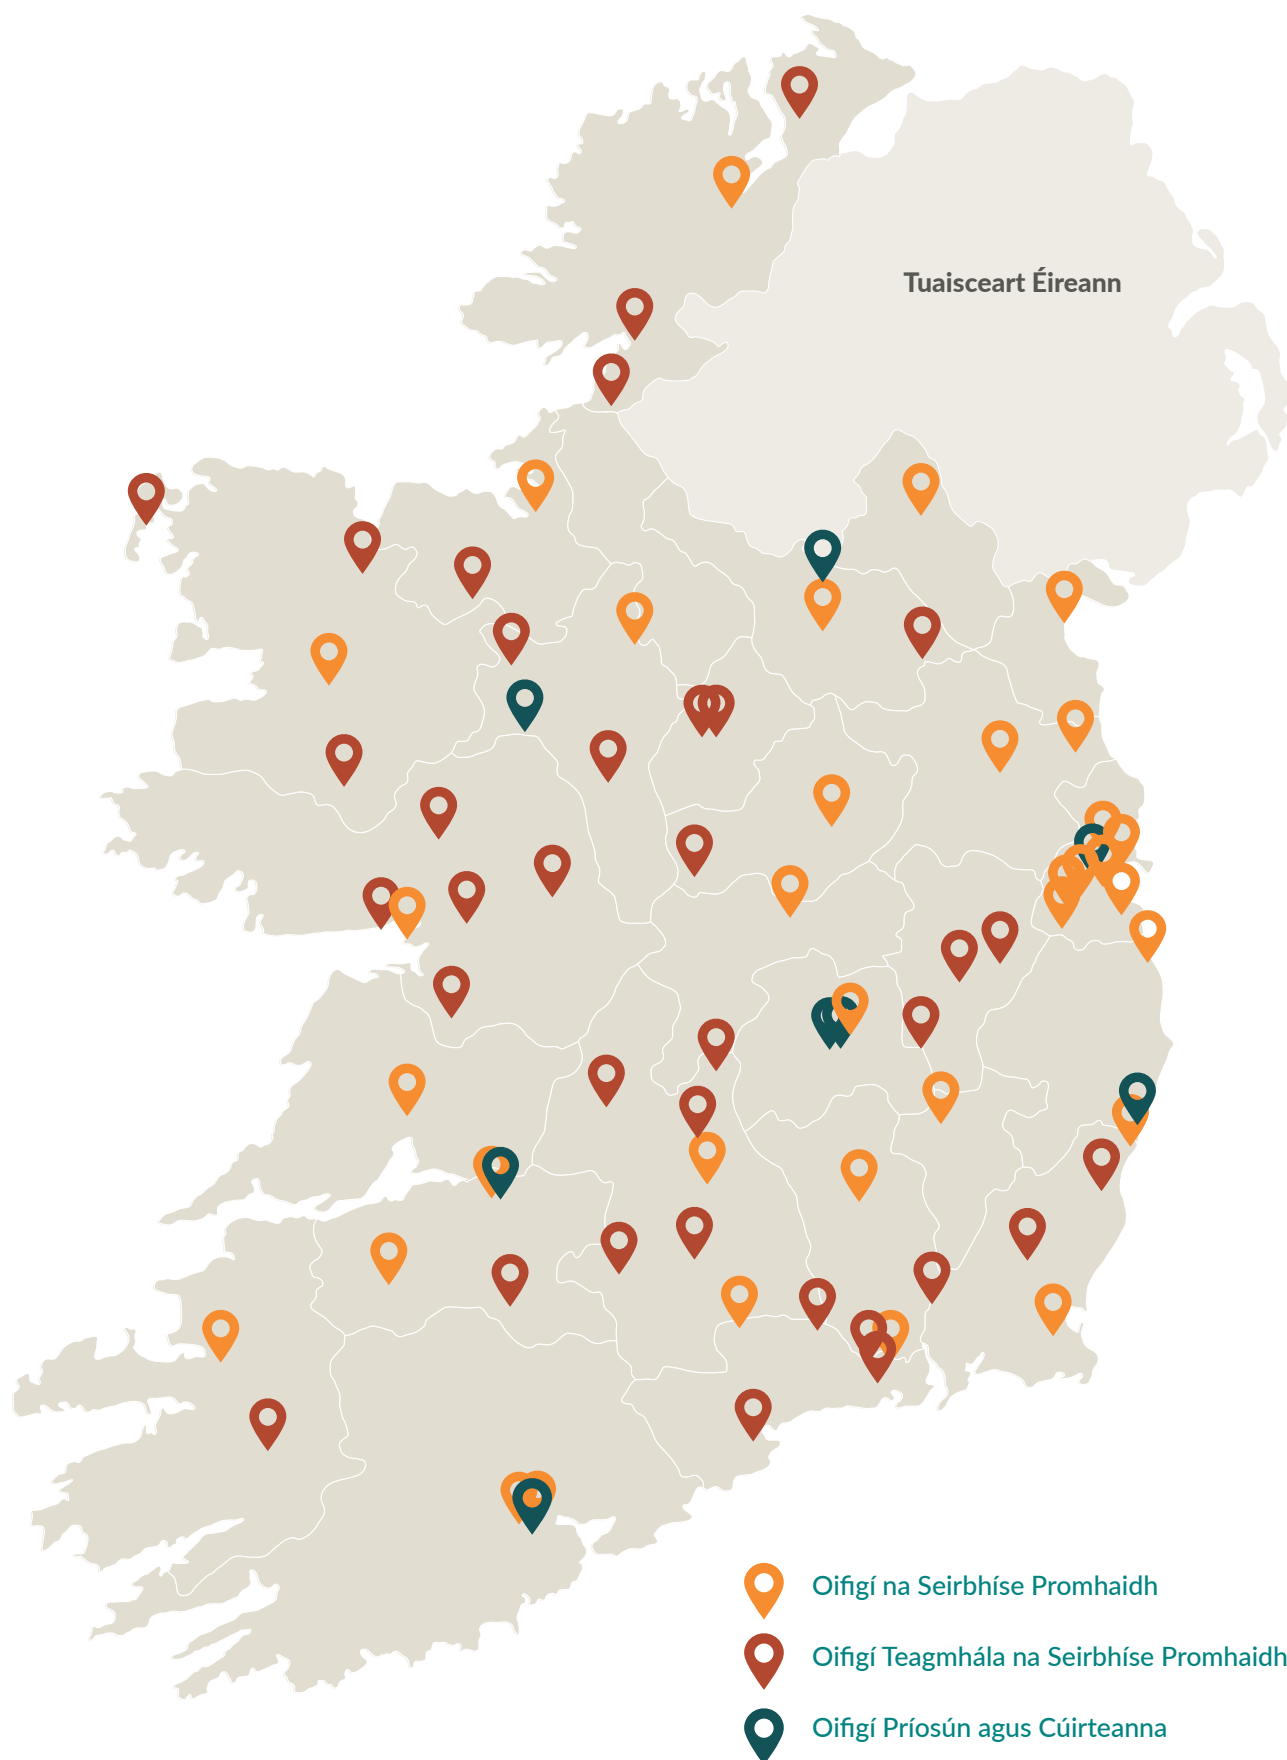 Tuaisceart Éireann
Oifigí na Seirbhíse Promhaidh
Oifigí Teagmhála na Seirbhíse Promhaidh
Oifigí Príosún agus Cúirteanna